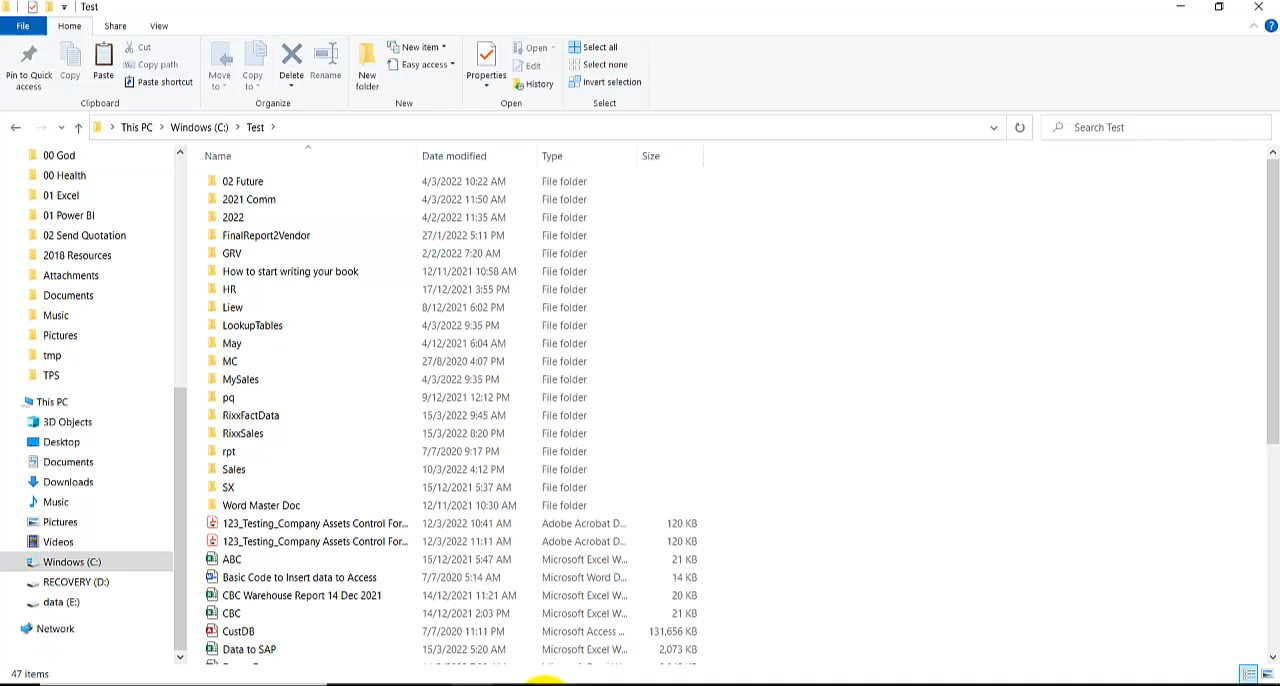 Test
File Home Share View
Pin to Quick access
Copy
Paste
Cut
Copy path
Paste shortcut
Clipboard
Move to
Copy to
Delete
Rename
Organize
New folder
New item
Easy access
New
Properties
Open
Edit
History
Open
Select all
Select none
Invert selection
Select
This PC > Windows (C:) > Test >
Search Test
00 God
00 Health
01 Excel
01 Power BI
02 Send Quotation
2018 Resources
Attachments
Documents
Music
Pictures
tmp
TPS
This PC
3D Objects
Desktop
Documents
Downloads
Music
Pictures
Videos
Windows (C:)
RECOVERY (D:)
data (E:)
Network
Name Date modified Type Size
02 Future 4/3/2022 10:22 AM File folder
2021 Comm 4/3/2022 11:50 AM File folder
2022 4/2/2022 11:35 AM File folder
FinalReport2Vendor 27/1/2022 5:11 PM File folder
GRV 2/2/2022 7:20 AM File folder
How to start writing your book 12/11/2021 10:58 AM File folder
HR 17/12/2021 3:55 PM File folder
Liew 8/12/2021 6:02 PM File folder
LookupTables 4/3/2022 9:35 PM File folder
May 4/12/2021 6:04 AM File folder
MC 27/8/2020 4:07 PM File folder
MySales 4/3/2022 9:35 PM File folder
pq 9/12/2021 12:12 PM File folder
RixxFactData 15/3/2022 9:45 AM File folder
RixxSales 15/3/2022 8:20 PM File folder
rpt 7/7/2020 9:17 PM File folder
Sales 10/3/2022 4:12 PM File folder
SX 15/12/2021 5:37 AM File folder
Word Master Doc 12/11/2021 10:30 AM File folder
123_Testing_Company Assets Control For... 12/3/2022 10:41 AM Adobe Acrobat D... 120 KB
123_Testing_Company Assets Control For... 12/3/2022 11:11 AM Adobe Acrobat D... 120 KB
ABC 15/12/2021 5:47 AM Microsoft Excel W... 21 KB
Basic Code to Insert data to Access 7/7/2020 5:14 AM Microsoft Word D... 14 KB
CBC Warehouse Report 14 Dec 2021 14/12/2021 11:21 AM Microsoft Excel W... 20 KB
CBC 14/12/2021 2:03 PM Microsoft Excel W... 21 KB
CustDB 7/7/2020 11:11 PM Microsoft Access ... 131,656 KB
Data to SAP 15/3/2022 5:20 AM Microsoft Excel W... 2,073 KB
47 items